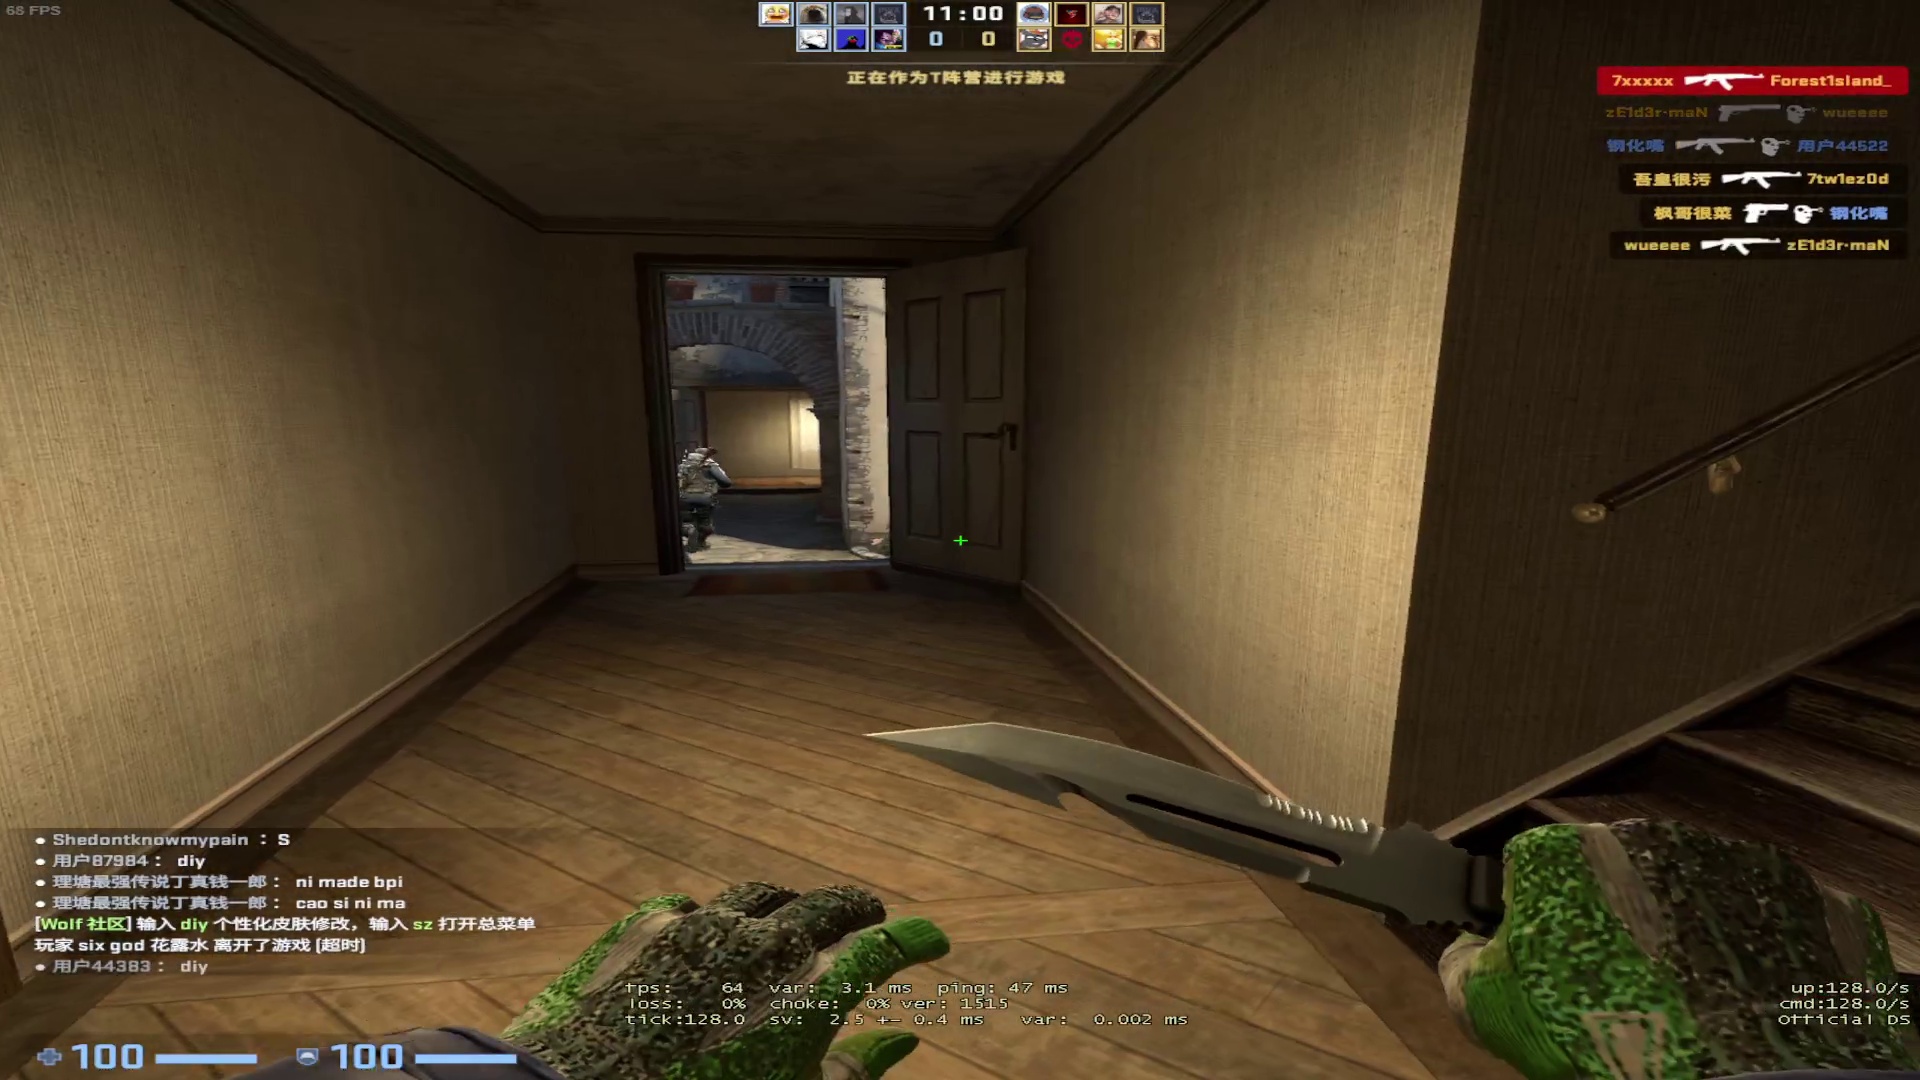 68 FPS
11:00
0 0
正在作为T阵营进行游戏
7xxxxx Forest1sland_
zE1d3r-maN wueeee
钢化嘴 用户44522
吾皇很污 7tw1ez0d
枫哥很菜 钢化嘴
wueeee zE1d3r-maN
Shedontknowmypain : S
用户87984: diy
理塘最强传说丁真钱一郎: ni made bpi
理塘最强传说丁真钱一郎: cao si ni ma
[Wolf 社区] 输入 diy 个性化皮肤修改，输入 sz 打开总菜单
玩家 six god 花露水 离开了游戏 [超时]
用户44383: diy
fps: 64 var: 3.1 ms ping: 47 ms
loss: 0% choke: 0% ver: 1515
tick:128.0 sv: 2.5 +- 0.4 ms var: 0.002 ms
up:128.0/s
cmd:128.0/s
Official DS
100 100